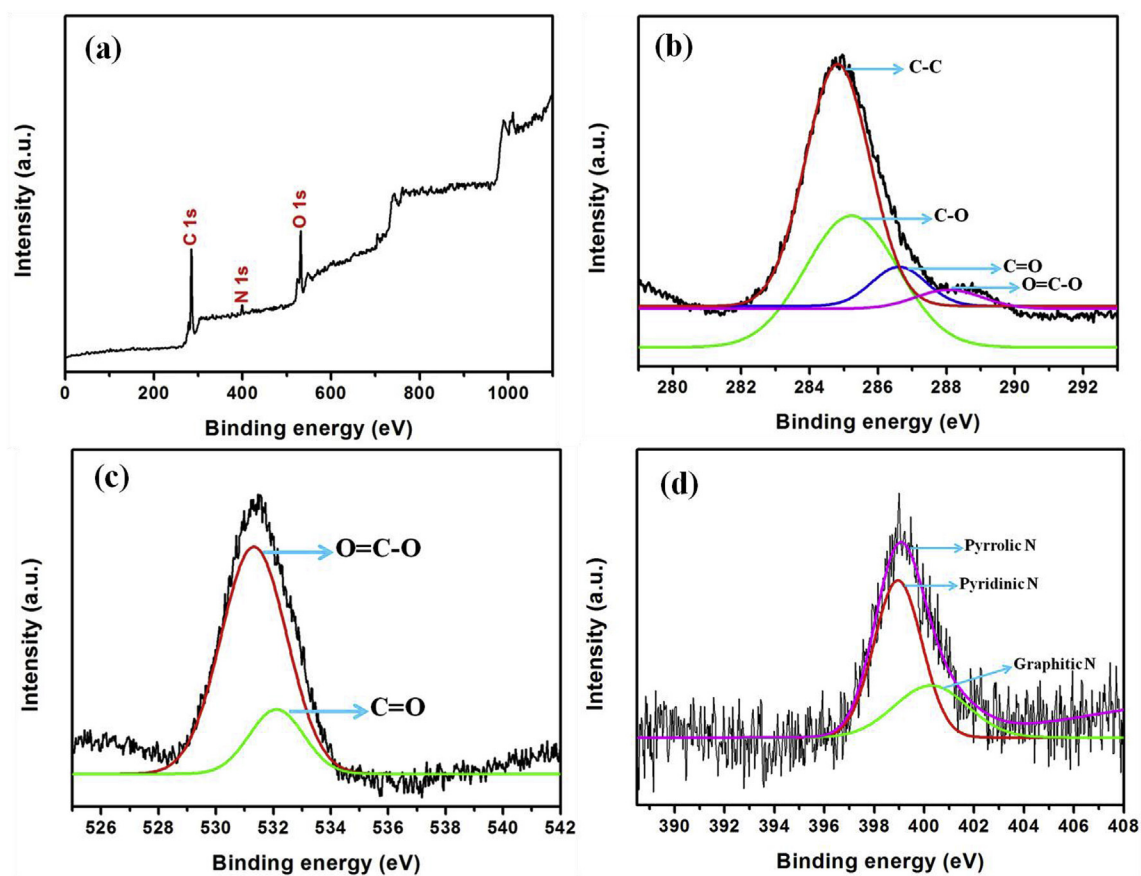 (a)
C 1s
N 1s
O 1s
Intensity (a.u.)
0 200 400 600 800 1000
Binding energy (eV)
(b)
C-C
C-O
C=O
O=C-O
Intensity (a.u.)
280 282 284 286 288 290 292
Binding energy (eV)
(c)
O=C-O
C=O
Intensity (a.u.)
526 528 530 532 534 536 538 540 542
Binding energy (eV)
(d)
Pyrrolic N
Pyridinic N
Graphitic N
Intensity (a.u.)
390 392 394 396 398 400 402 404 406 408
Binding energy (eV)